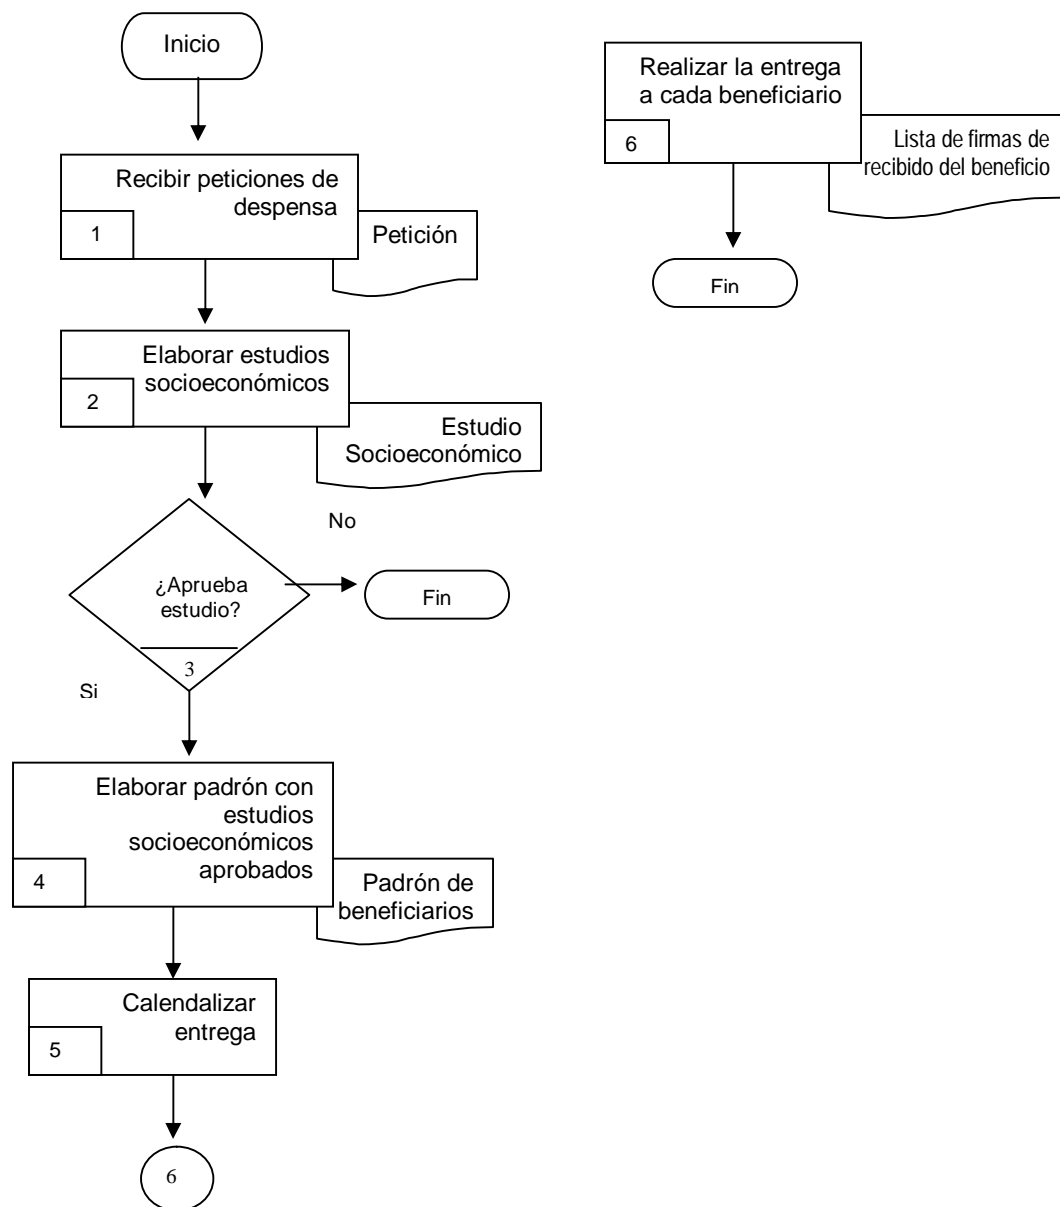 Inicio
Recibir peticiones de
despensa
1
Petición
Elaborar estudios
socioeconómicos
2
Estudio
Socioeconómico
No
¿Aprueba
estudio?
3
Fin
Si
Elaborar padrón con
estudios
socioeconómicos
aprobados
4
Padrón de
beneficiarios
Calendalizar
entrega
5
6
Realizar la entrega
a cada beneficiario
6
Lista de firmas de
recibido del beneficio
Fin